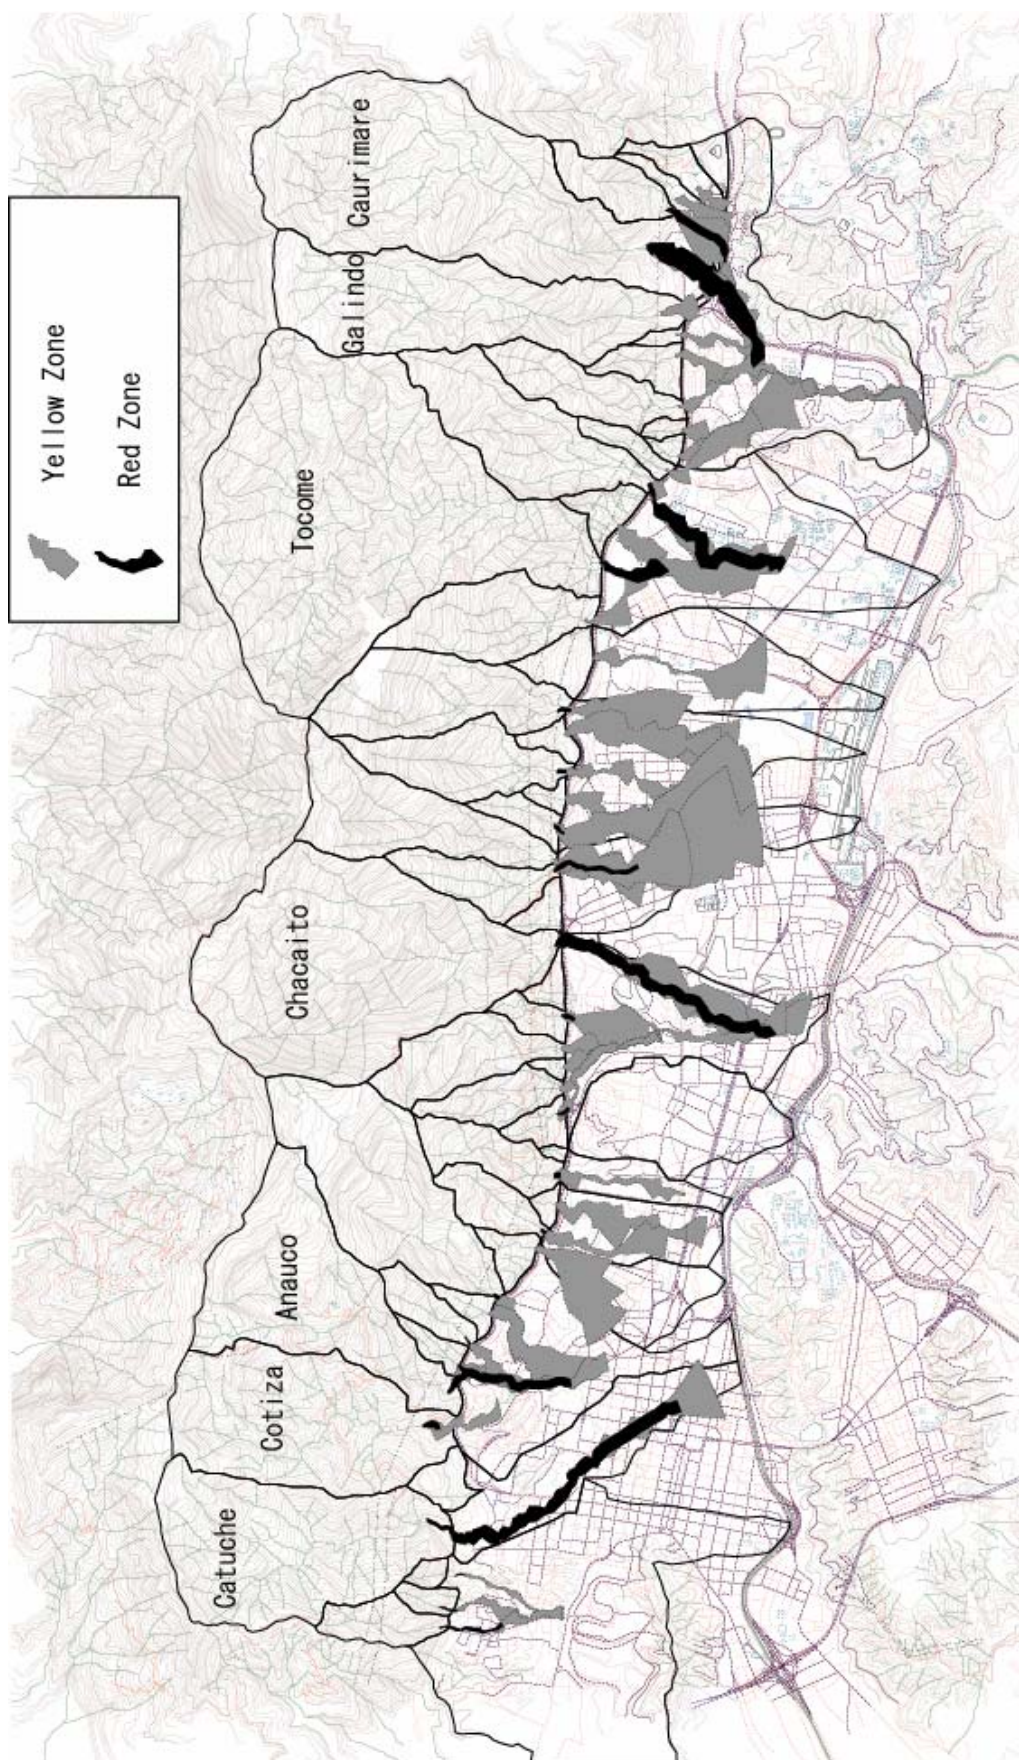 Yellow Zone
Red Zone
Catuche
Cotiza
Anauco
Chacaito
Tocome
Galindo
Caurimare